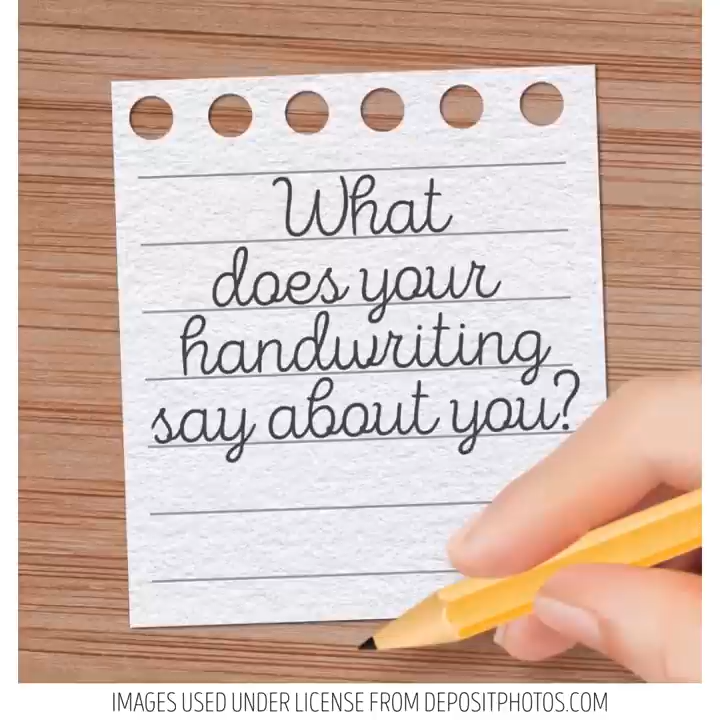 What
does your
handwriting
say about you?
IMAGES USED UNDER LICENSE FROM DEPOSITPHOTOS.COM